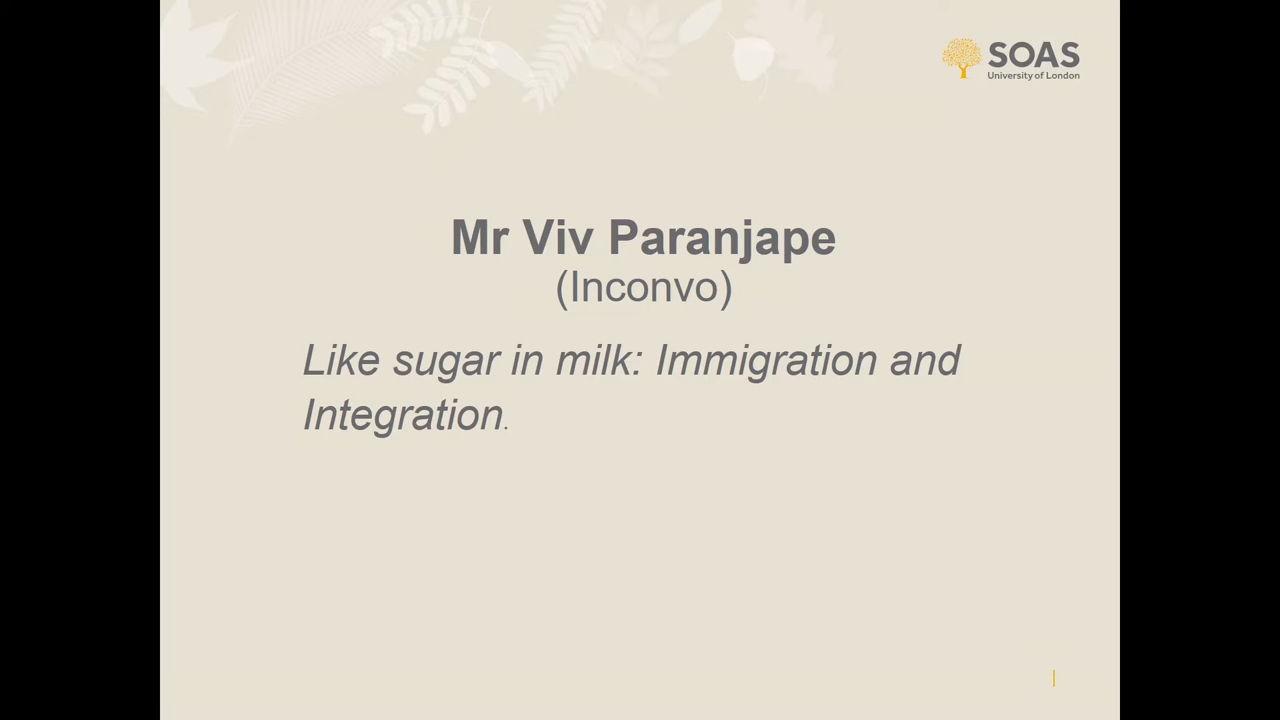 SOAS
University of London
Mr Viv Paranjape
(Inconvo)
Like sugar in milk: Immigration and
Integration.